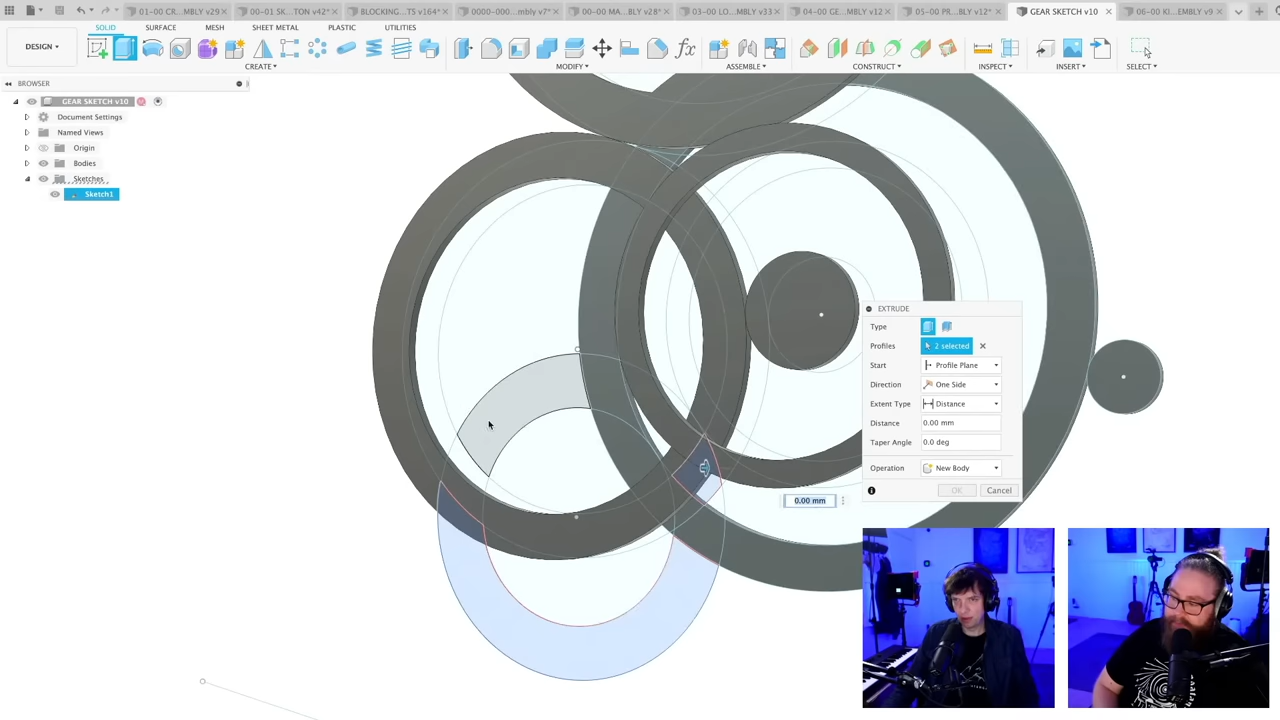 01-00 CR...MBLY v29*
00-01 SK...TON v42*
BLOCKING...TS v164*
0000-000...mbly v7*
00-00 MA...BLY v28*
03-00 LO...MBLY v33
04-00 GE...MBLY v12
05-00 PR...BLY v12*
GEAR SKETCH v10
06-00 KI...EMBLY v9
DESIGN
SOLID SURFACE MESH SHEET METAL PLASTIC UTILITIES
CREATE MODIFY ASSEMBLE CONSTRUCT INSPECT INSERT SELECT
BROWSER
GEAR SKETCH v10
Document Settings
Named Views
Origin
Bodies
Sketches
Sketch1
EXTRUDE
Type
Profiles 2 selected
Start Profile Plane
Direction One Side
Extent Type Distance
Distance 0.00 mm
Taper Angle 0.0 deg
Operation New Body
OK Cancel
0.00 mm